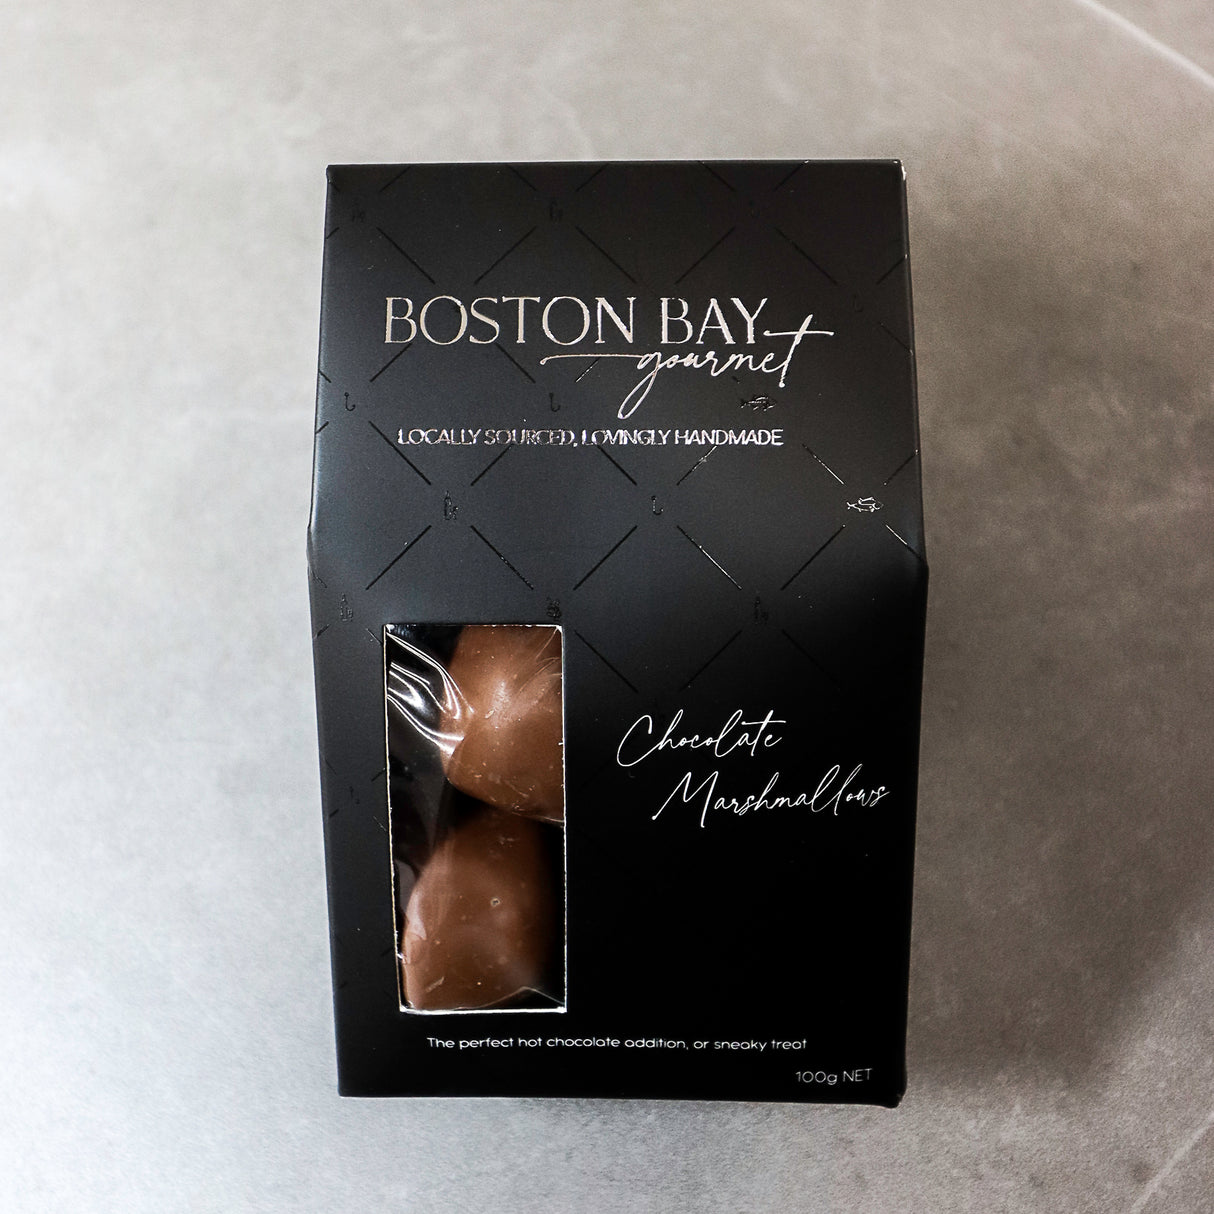 BOSTON BAY
gourmet
LOCALLY SOURCED, LOVINGLY HANDMADE
Chocolate
Marshmallows
The perfect hot chocolate addition, or sneaky treat
100g NET